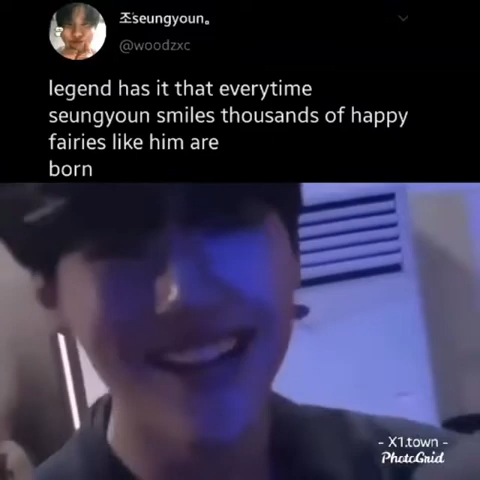 조seungyoun。
@woodzxc
legend has it that everytime
seungyoun smiles thousands of happy
fairies like him are
born
- X1.town -
PhotoGrid